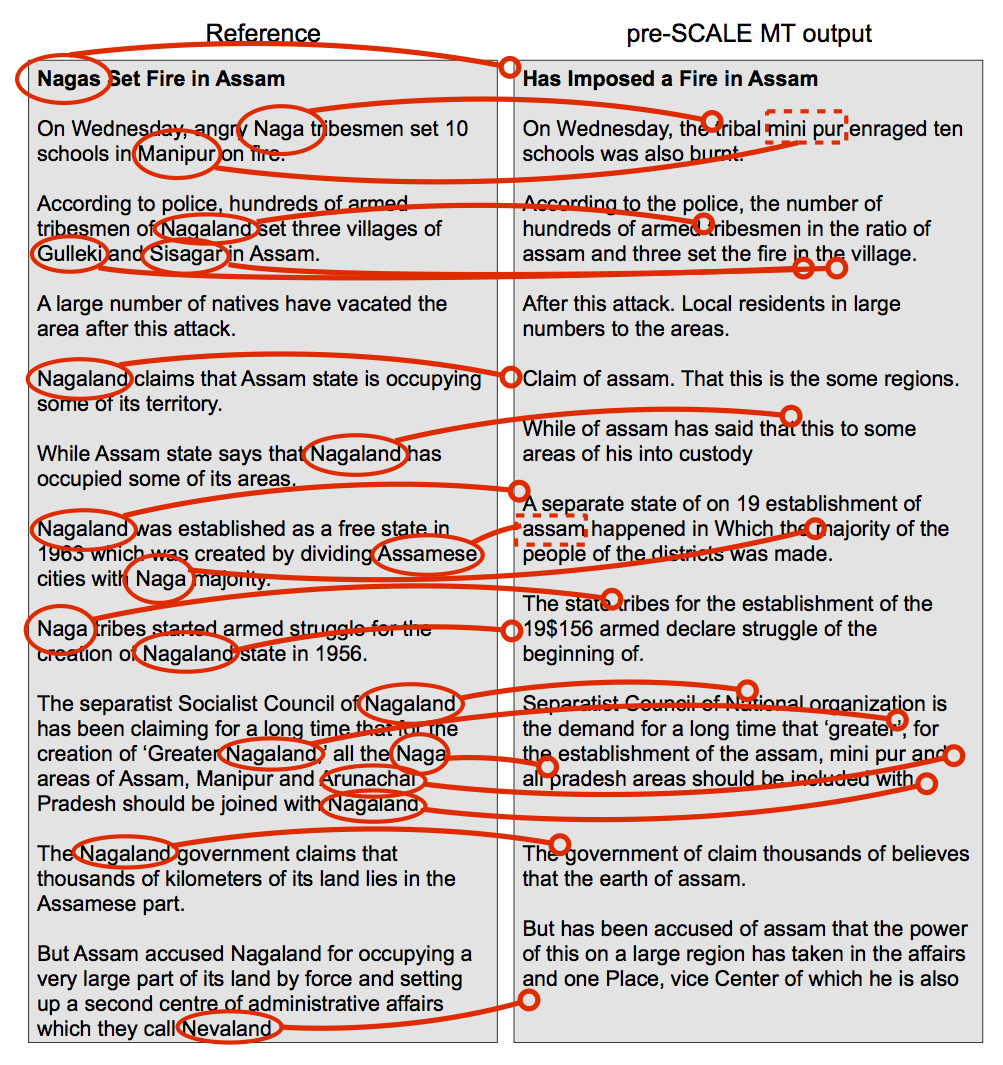 Reference
Nagas Set Fire in Assam
On Wednesday, angry Naga tribesmen set 10
schools in Manipur on fire.
According to police, hundreds of armed
tribesmen of Nagaland set three villages of
Gulleki and Sisagar in Assam.
A large number of natives have vacated the
area after this attack.
Nagaland claims that Assam state is occupying
some of its territory.
While Assam state says that Nagaland has
occupied some of its areas.
Nagaland was established as a free state in
1963 which was created by dividing Assamese
cities with Naga majority.
Naga tribes started armed struggle for the
creation of Nagaland state in 1956.
The separatist Socialist Council of Nagaland
has been claiming for a long time that for the
creation of ‘Greater Nagaland,’ all the Naga
areas of Assam, Manipur and Arunachal
Pradesh should be joined with Nagaland.
The Nagaland government claims that
thousands of kilometers of its land lies in the
Assamese part.
But Assam accused Nagaland for occupying a
very large part of its land by force and setting
up a second centre of administrative affairs
which they call Nevaland.
pre-SCALE MT output
Has Imposed a Fire in Assam
On Wednesday, the tribal mini pur enraged ten
schools was also burnt.
According to the police, the number of
hundreds of armed tribesmen in the ratio of
assam and three set the fire in the village.
After this attack. Local residents in large
numbers to the areas.
Claim of assam. That this is the some regions.
While of assam has said that this to some
areas of his into custody
A separate state of on 19 establishment of
assam happened in Which the majority of the
people of the districts was made.
The state tribes for the establishment of the
19$156 armed declare struggle of the
beginning of.
Separatist Council of National organization is
the demand for a long time that ‘greater’, for
the establishment of the assam, mini pur and
all pradesh areas should be included with.
The government of claim thousands of believes
that the earth of assam.
But has been accused of assam that the power
of this on a large region has taken in the affairs
and one Place, vice Center of which he is also